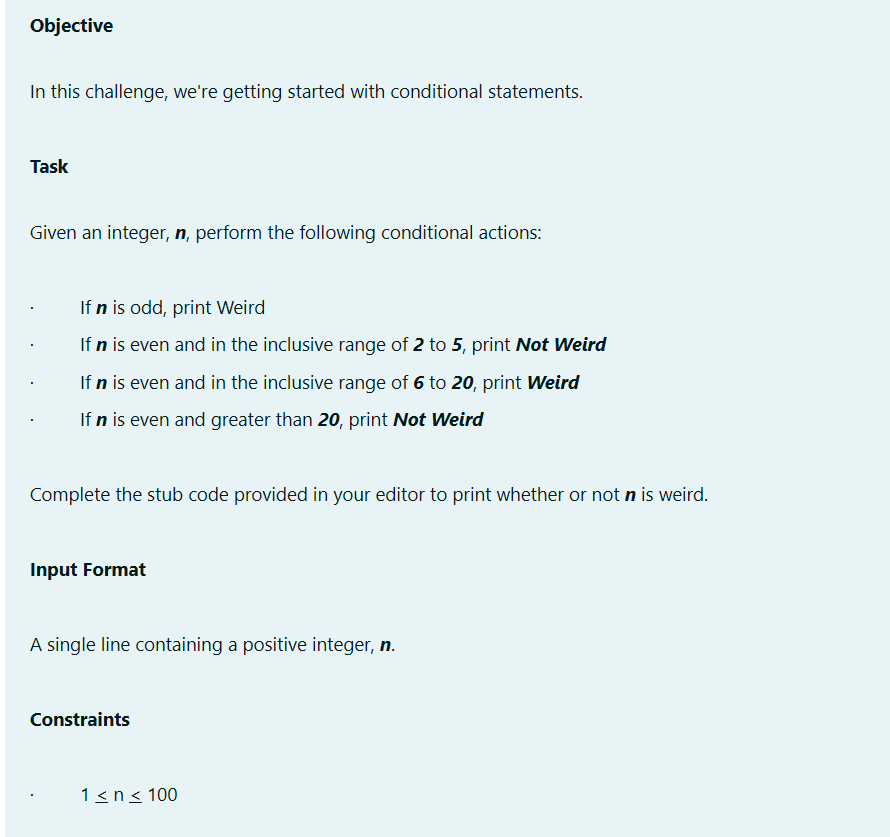 Objective
In this challenge, we're getting started with conditional statements.
Task
Given an integer, n, perform the following conditional actions:
· If n is odd, print Weird
· If n is even and in the inclusive range of 2 to 5, print Not Weird
· If n is even and in the inclusive range of 6 to 20, print Weird
· If n is even and greater than 20, print Not Weird
Complete the stub code provided in your editor to print whether or not n is weird.
Input Format
A single line containing a positive integer, n.
Constraints
· 1 ≤ n ≤ 100